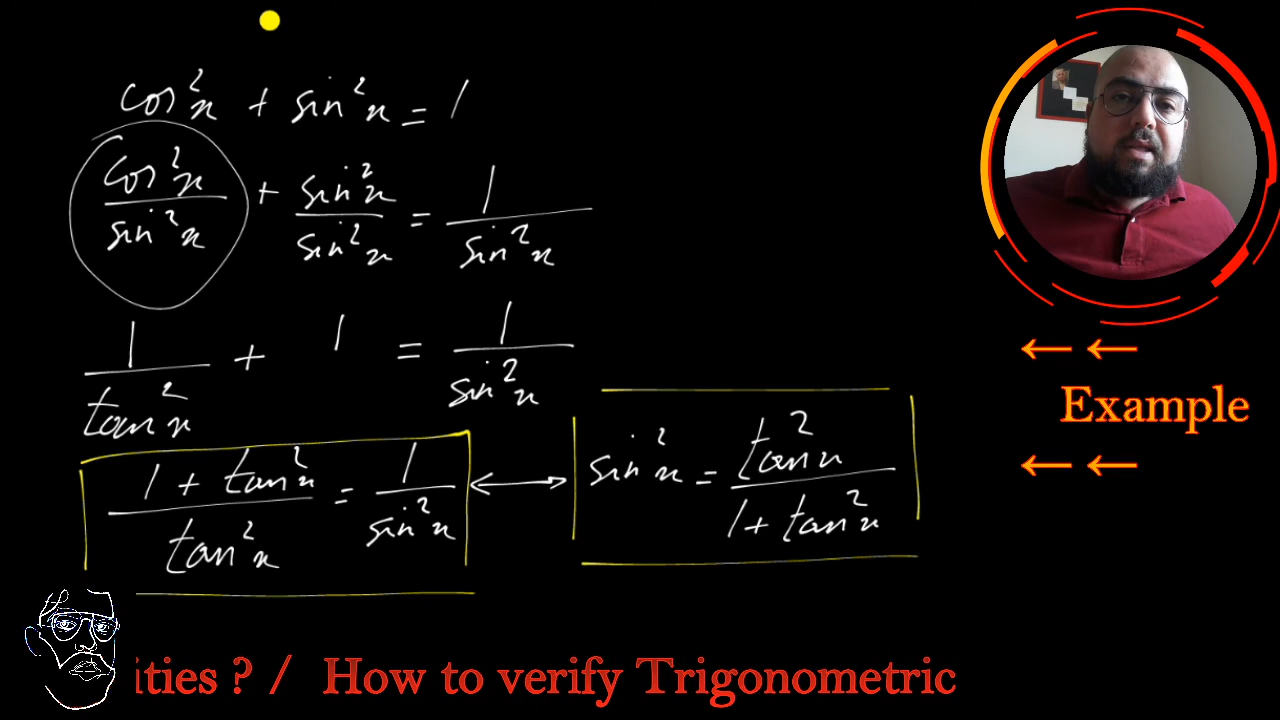 cos²x + sin²x = 1
cos²x/sin²x + sin²x/sin²x = 1/sin²x
1/tan²x + 1 = 1/sin²x
(1 + tan²x)/tan²x = 1/sin²x ⟷ sin²x = tan²x/(1 + tan²x)
← ←
Example
← ←
ities ? / How to verify Trigonometric